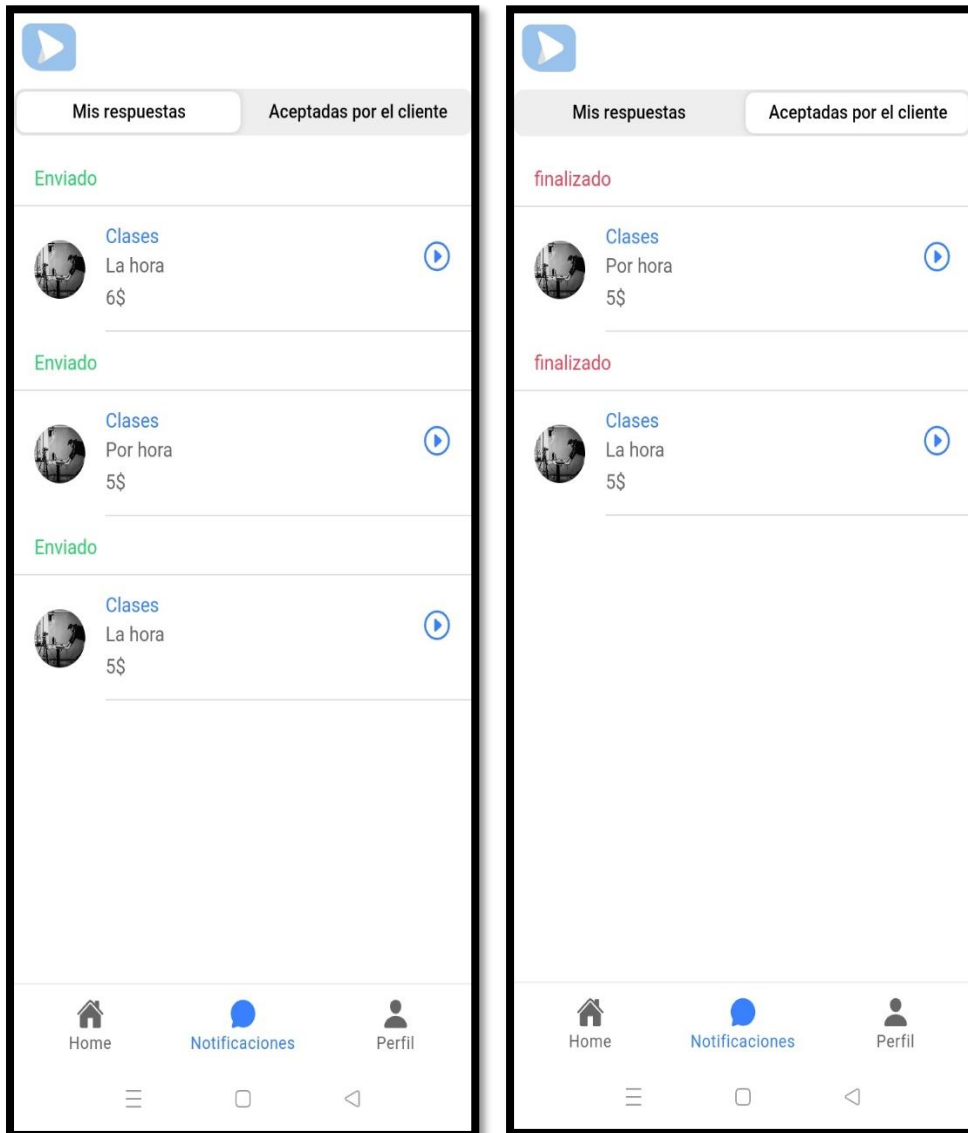 Mis respuestas Aceptadas por el cliente
Enviado
Clases
La hora
6$
Enviado
Clases
Por hora
5$
Enviado
Clases
La hora
5$
Home Notificaciones Perfil
Mis respuestas Aceptadas por el cliente
finalizado
Clases
Por hora
5$
finalizado
Clases
La hora
5$
Home Notificaciones Perfil